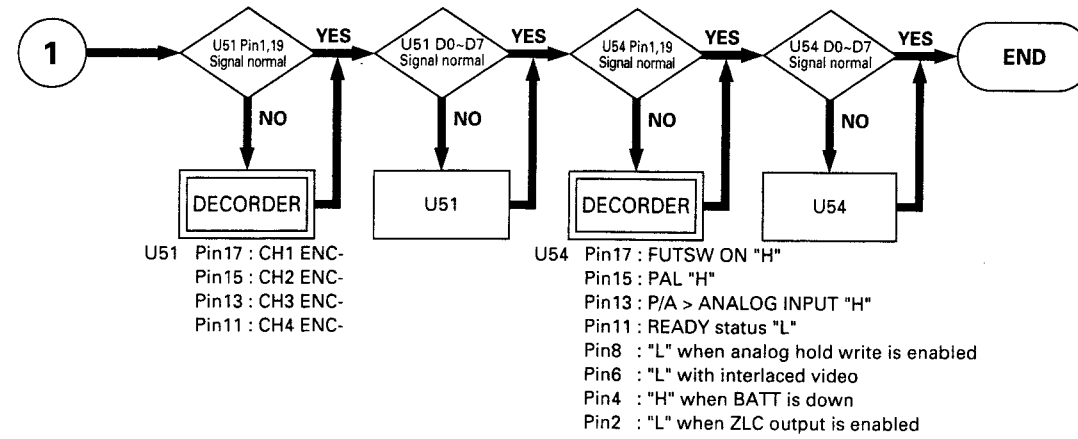 1
U51 Pin1,19
Signal normal
YES
NO
DECORDER
U51 D0~D7
Signal normal
YES
NO
U51
U54 Pin1,19
Signal normal
YES
NO
DECORDER
U54 D0~D7
Signal normal
YES
NO
U54
END
U51 Pin17 : CH1 ENC-
Pin15 : CH2 ENC-
Pin13 : CH3 ENC-
Pin11 : CH4 ENC-
U54 Pin17 : FUTSW ON "H"
Pin15 : PAL "H"
Pin13 : P/A > ANALOG INPUT "H"
Pin11 : READY status "L"
Pin8 : "L" when analog hold write is enabled
Pin6 : "L" with interlaced video
Pin4 : "H" when BATT is down
Pin2 : "L" when ZLC output is enabled